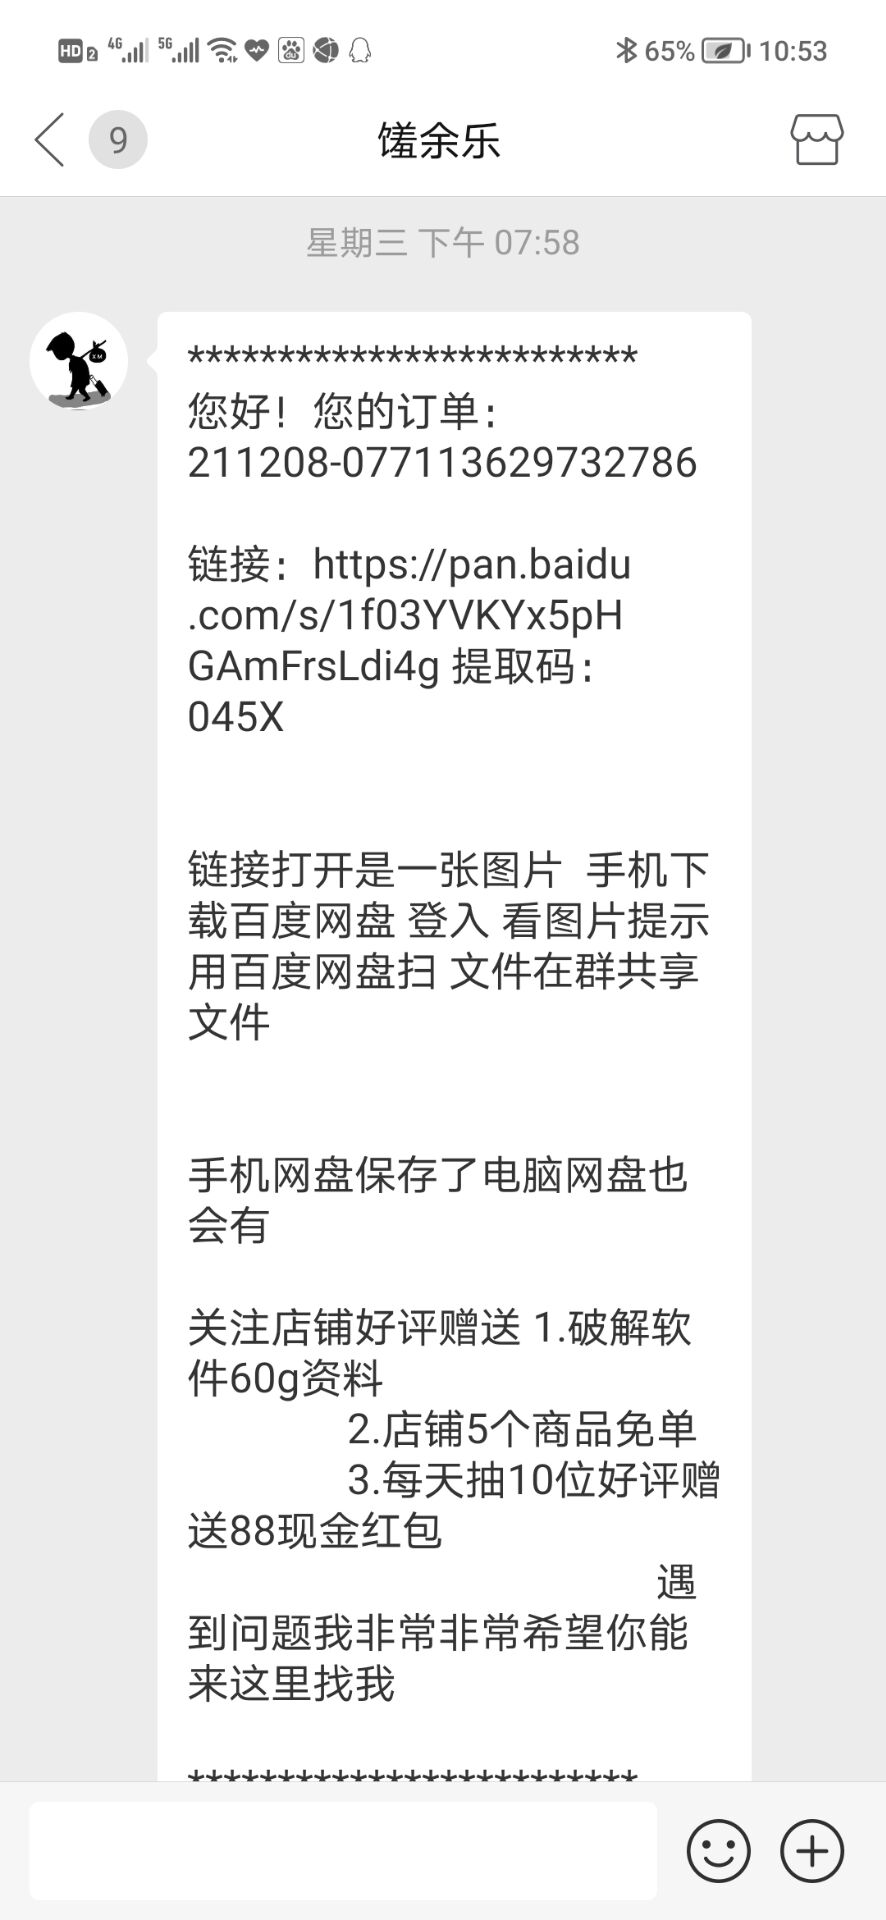 HD 2 4G 5G 65% 10:53
9 馐余乐
星期三 下午 07:58
XM
*************************
您好！您的订单：
211208-077113629732786
链接：https://pan.baidu
.com/s/1f03YVKYx5pH
GAmFrsLdi4g 提取码：
045X
链接打开是一张图片 手机下
载百度网盘 登入 看图片提示
用百度网盘扫 文件在群共享
文件
手机网盘保存了电脑网盘也
会有
关注店铺好评赠送 1.破解软
件60g资料
2.店铺5个商品免单
3.每天抽10位好评赠
送88现金红包
遇
到问题我非常非常希望你能
来这里找我
*************************